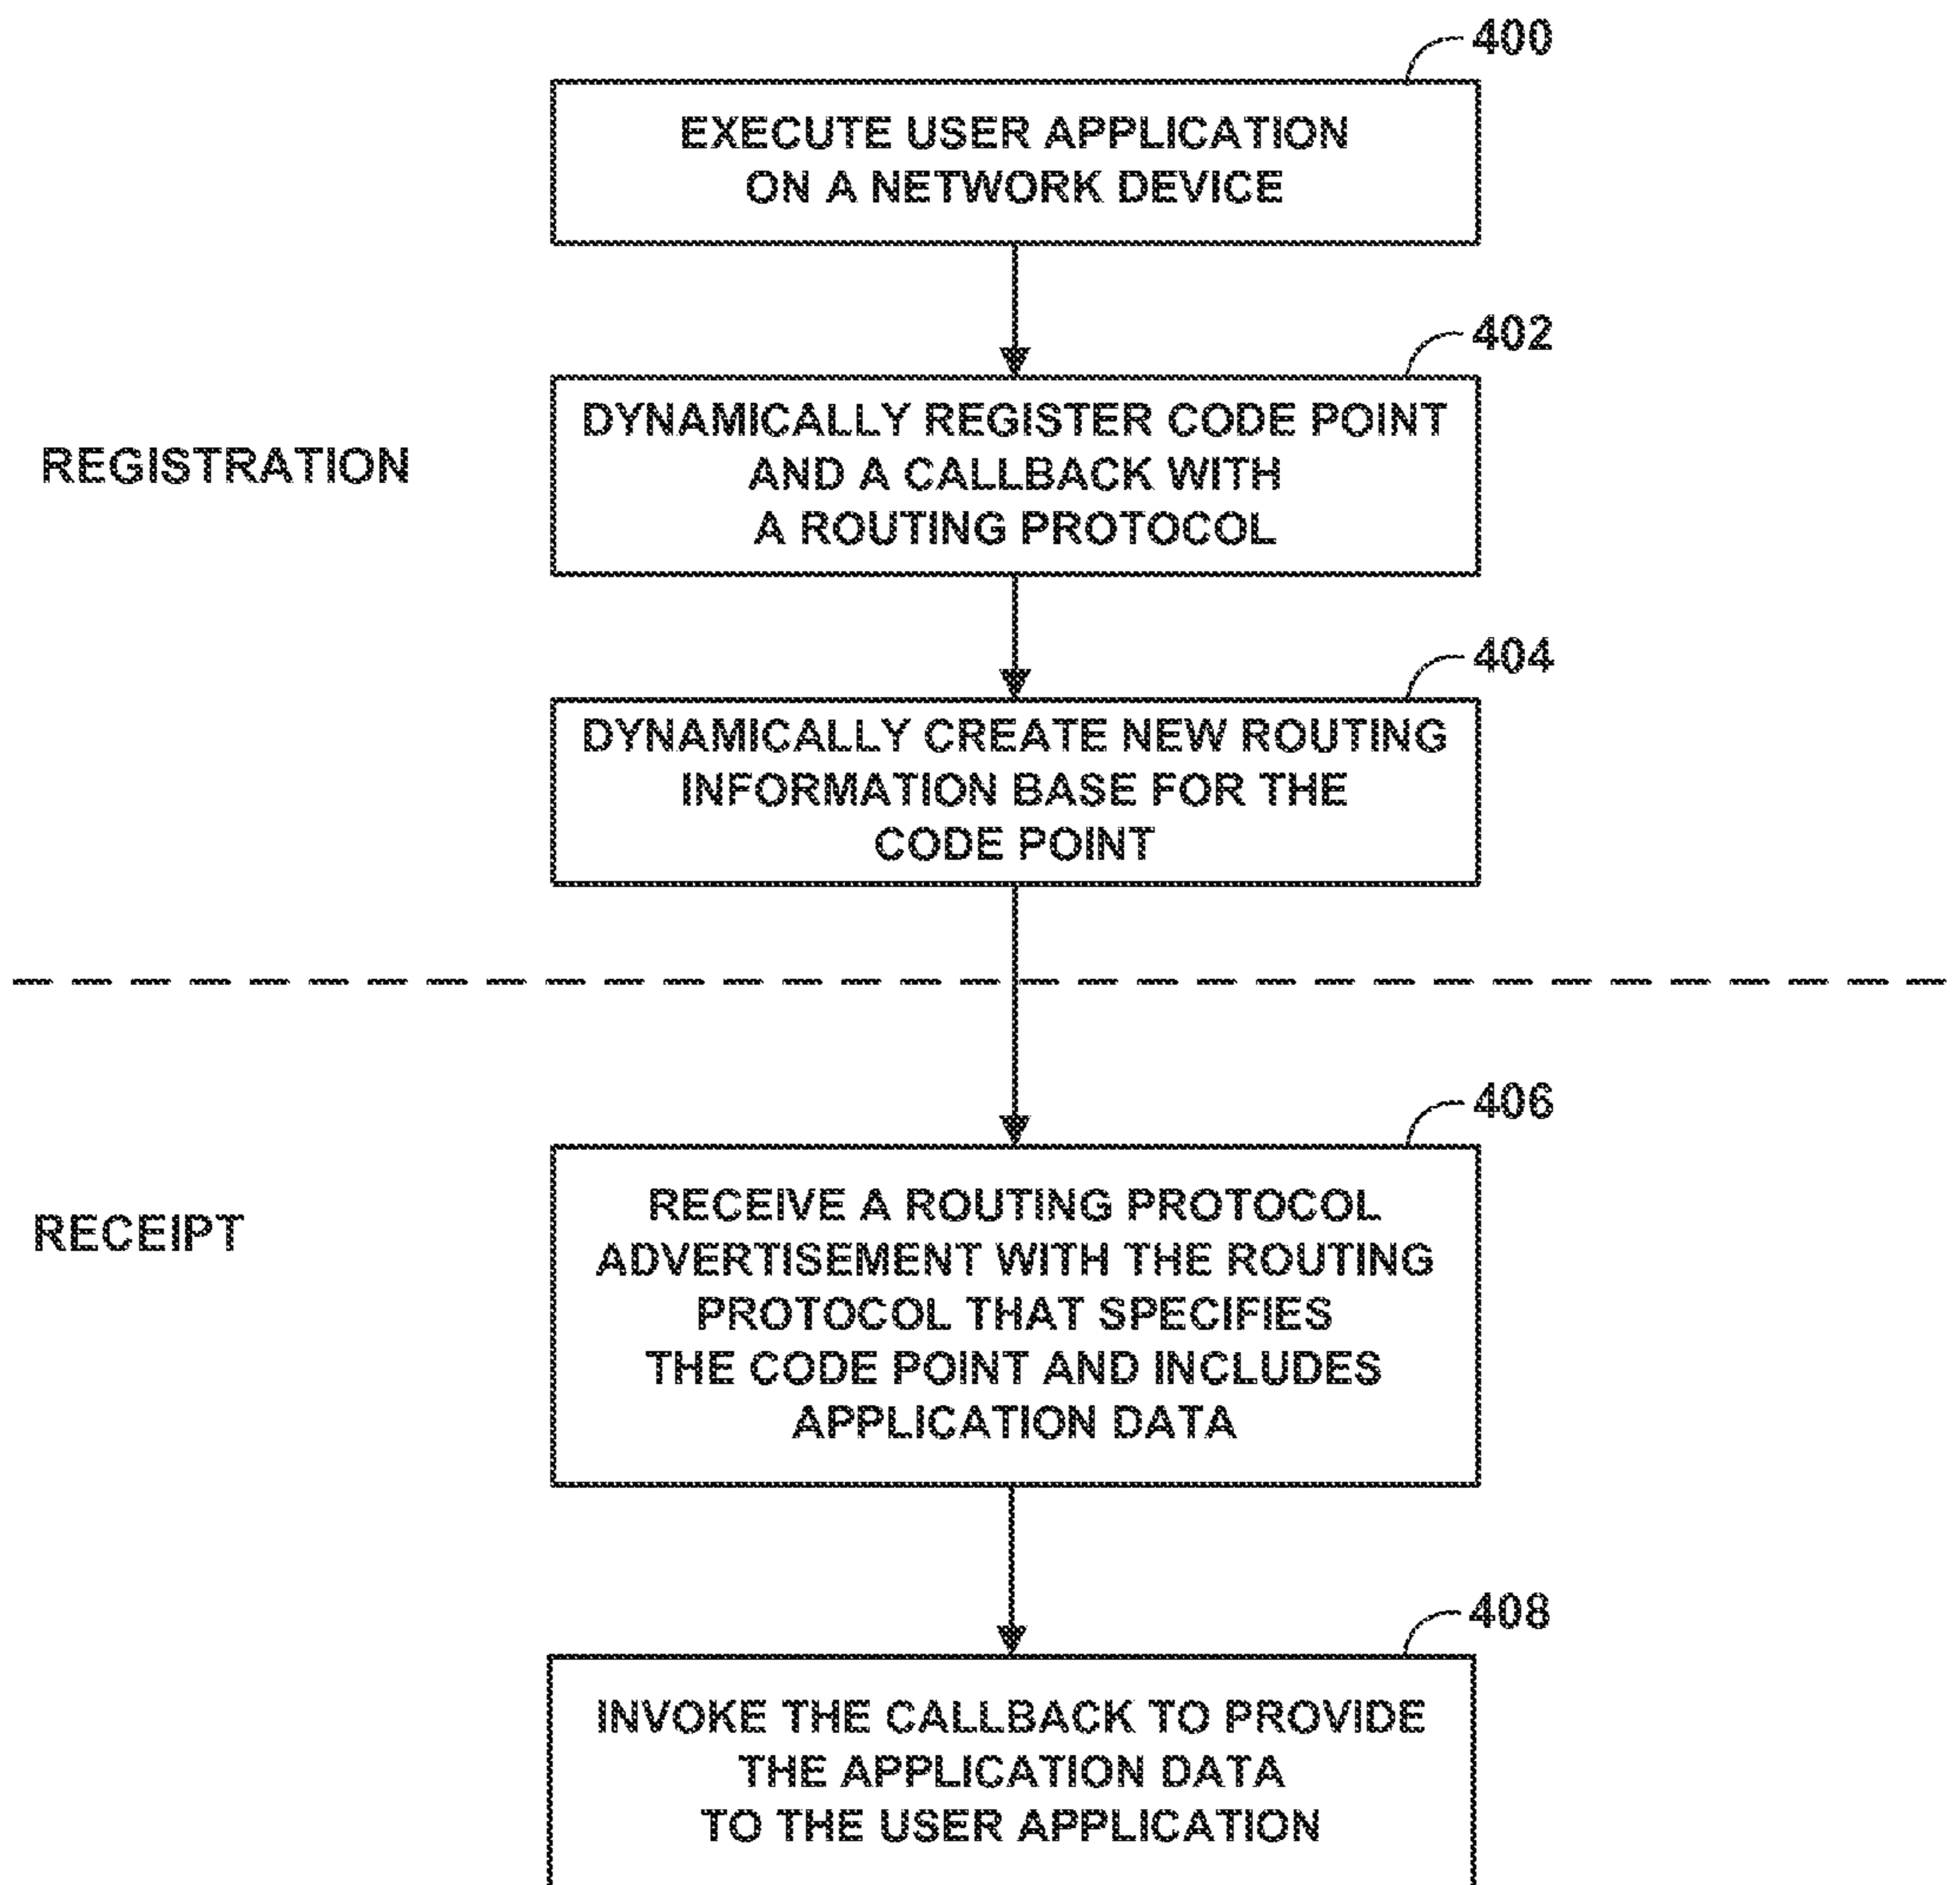 400
EXECUTE USER APPLICATION
ON A NETWORK DEVICE
402
REGISTRATION
DYNAMICALLY REGISTER CODE POINT
AND A CALLBACK WITH
A ROUTING PROTOCOL
404
DYNAMICALLY CREATE NEW ROUTING
INFORMATION BASE FOR THE
CODE POINT
406
RECEIPT
RECEIVE A ROUTING PROTOCOL
ADVERTISEMENT WITH THE ROUTING
PROTOCOL THAT SPECIFIES
THE CODE POINT AND INCLUDES
APPLICATION DATA
408
INVOKE THE CALLBACK TO PROVIDE
THE APPLICATION DATA
TO THE USER APPLICATION